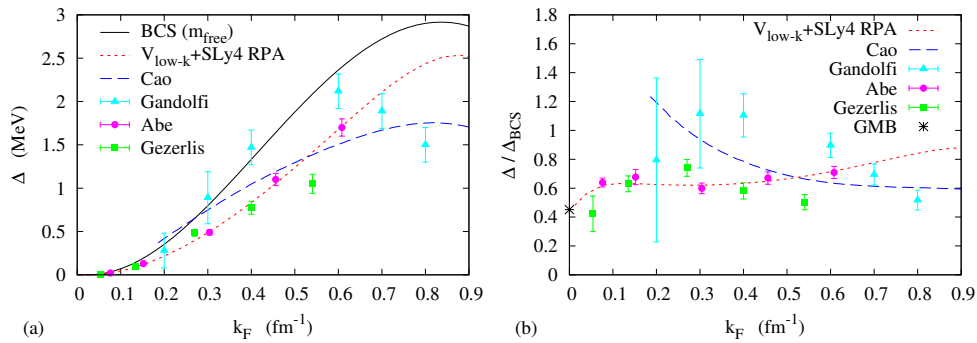 3
2.5
2
1.5
1
0.5
0
Δ (MeV)
BCS (m_free)
V_low-k+SLy4 RPA
Cao
Gandolfi
Abe
Gezerlis
0 0.1 0.2 0.3 0.4 0.5 0.6 0.7 0.8 0.9
(a)
k_F (fm⁻¹)
1.8
1.6
1.4
1.2
1
0.8
0.6
0.4
0.2
0
Δ / Δ_BCS
V_low-k+SLy4 RPA
Cao
Gandolfi
Abe
Gezerlis
GMB
0 0.1 0.2 0.3 0.4 0.5 0.6 0.7 0.8 0.9
(b)
k_F (fm⁻¹)